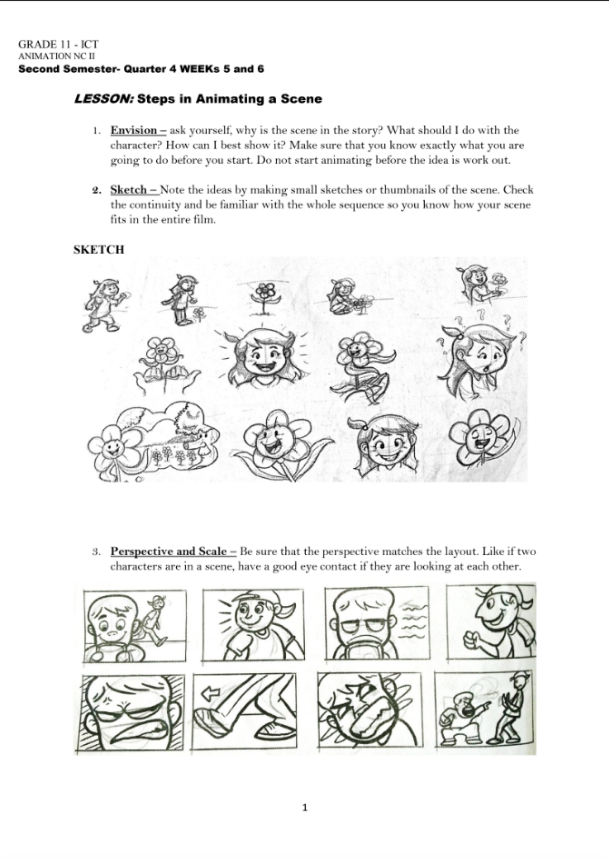 GRADE 11 - ICT
ANIMATION NC II
Second Semester- Quarter 4 WEEKs 5 and 6
LESSON: Steps in Animating a Scene
1. Envision – ask yourself, why is the scene in the story? What should I do with the
character? How can I best show it? Make sure that you know exactly what you are
going to do before you start. Do not start animating before the idea is work out.
2. Sketch – Note the ideas by making small sketches or thumbnails of the scene. Check
the continuity and be familiar with the whole sequence so you know how your scene
fits in the entire film.
SKETCH
? ? ? ?
3. Perspective and Scale – Be sure that the perspective matches the layout. Like if two
characters are in a scene, have a good eye contact if they are looking at each other.
1